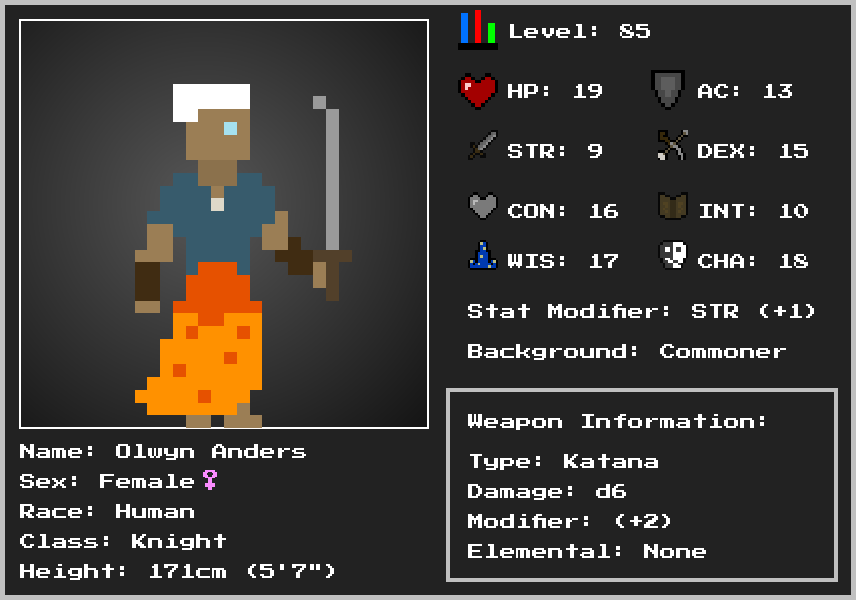 Level: 85
HP: 19
AC: 13
STR: 9
DEX: 15
CON: 16
INT: 10
WIS: 17
CHA: 18
Stat Modifier: STR (+1)
Background: Commoner
Weapon Information:
Type: Katana
Damage: d6
Modifier: (+2)
Elemental: None
Name: Olwyn Anders
Sex: Female♀
Race: Human
Class: Knight
Height: 171cm (5'7")